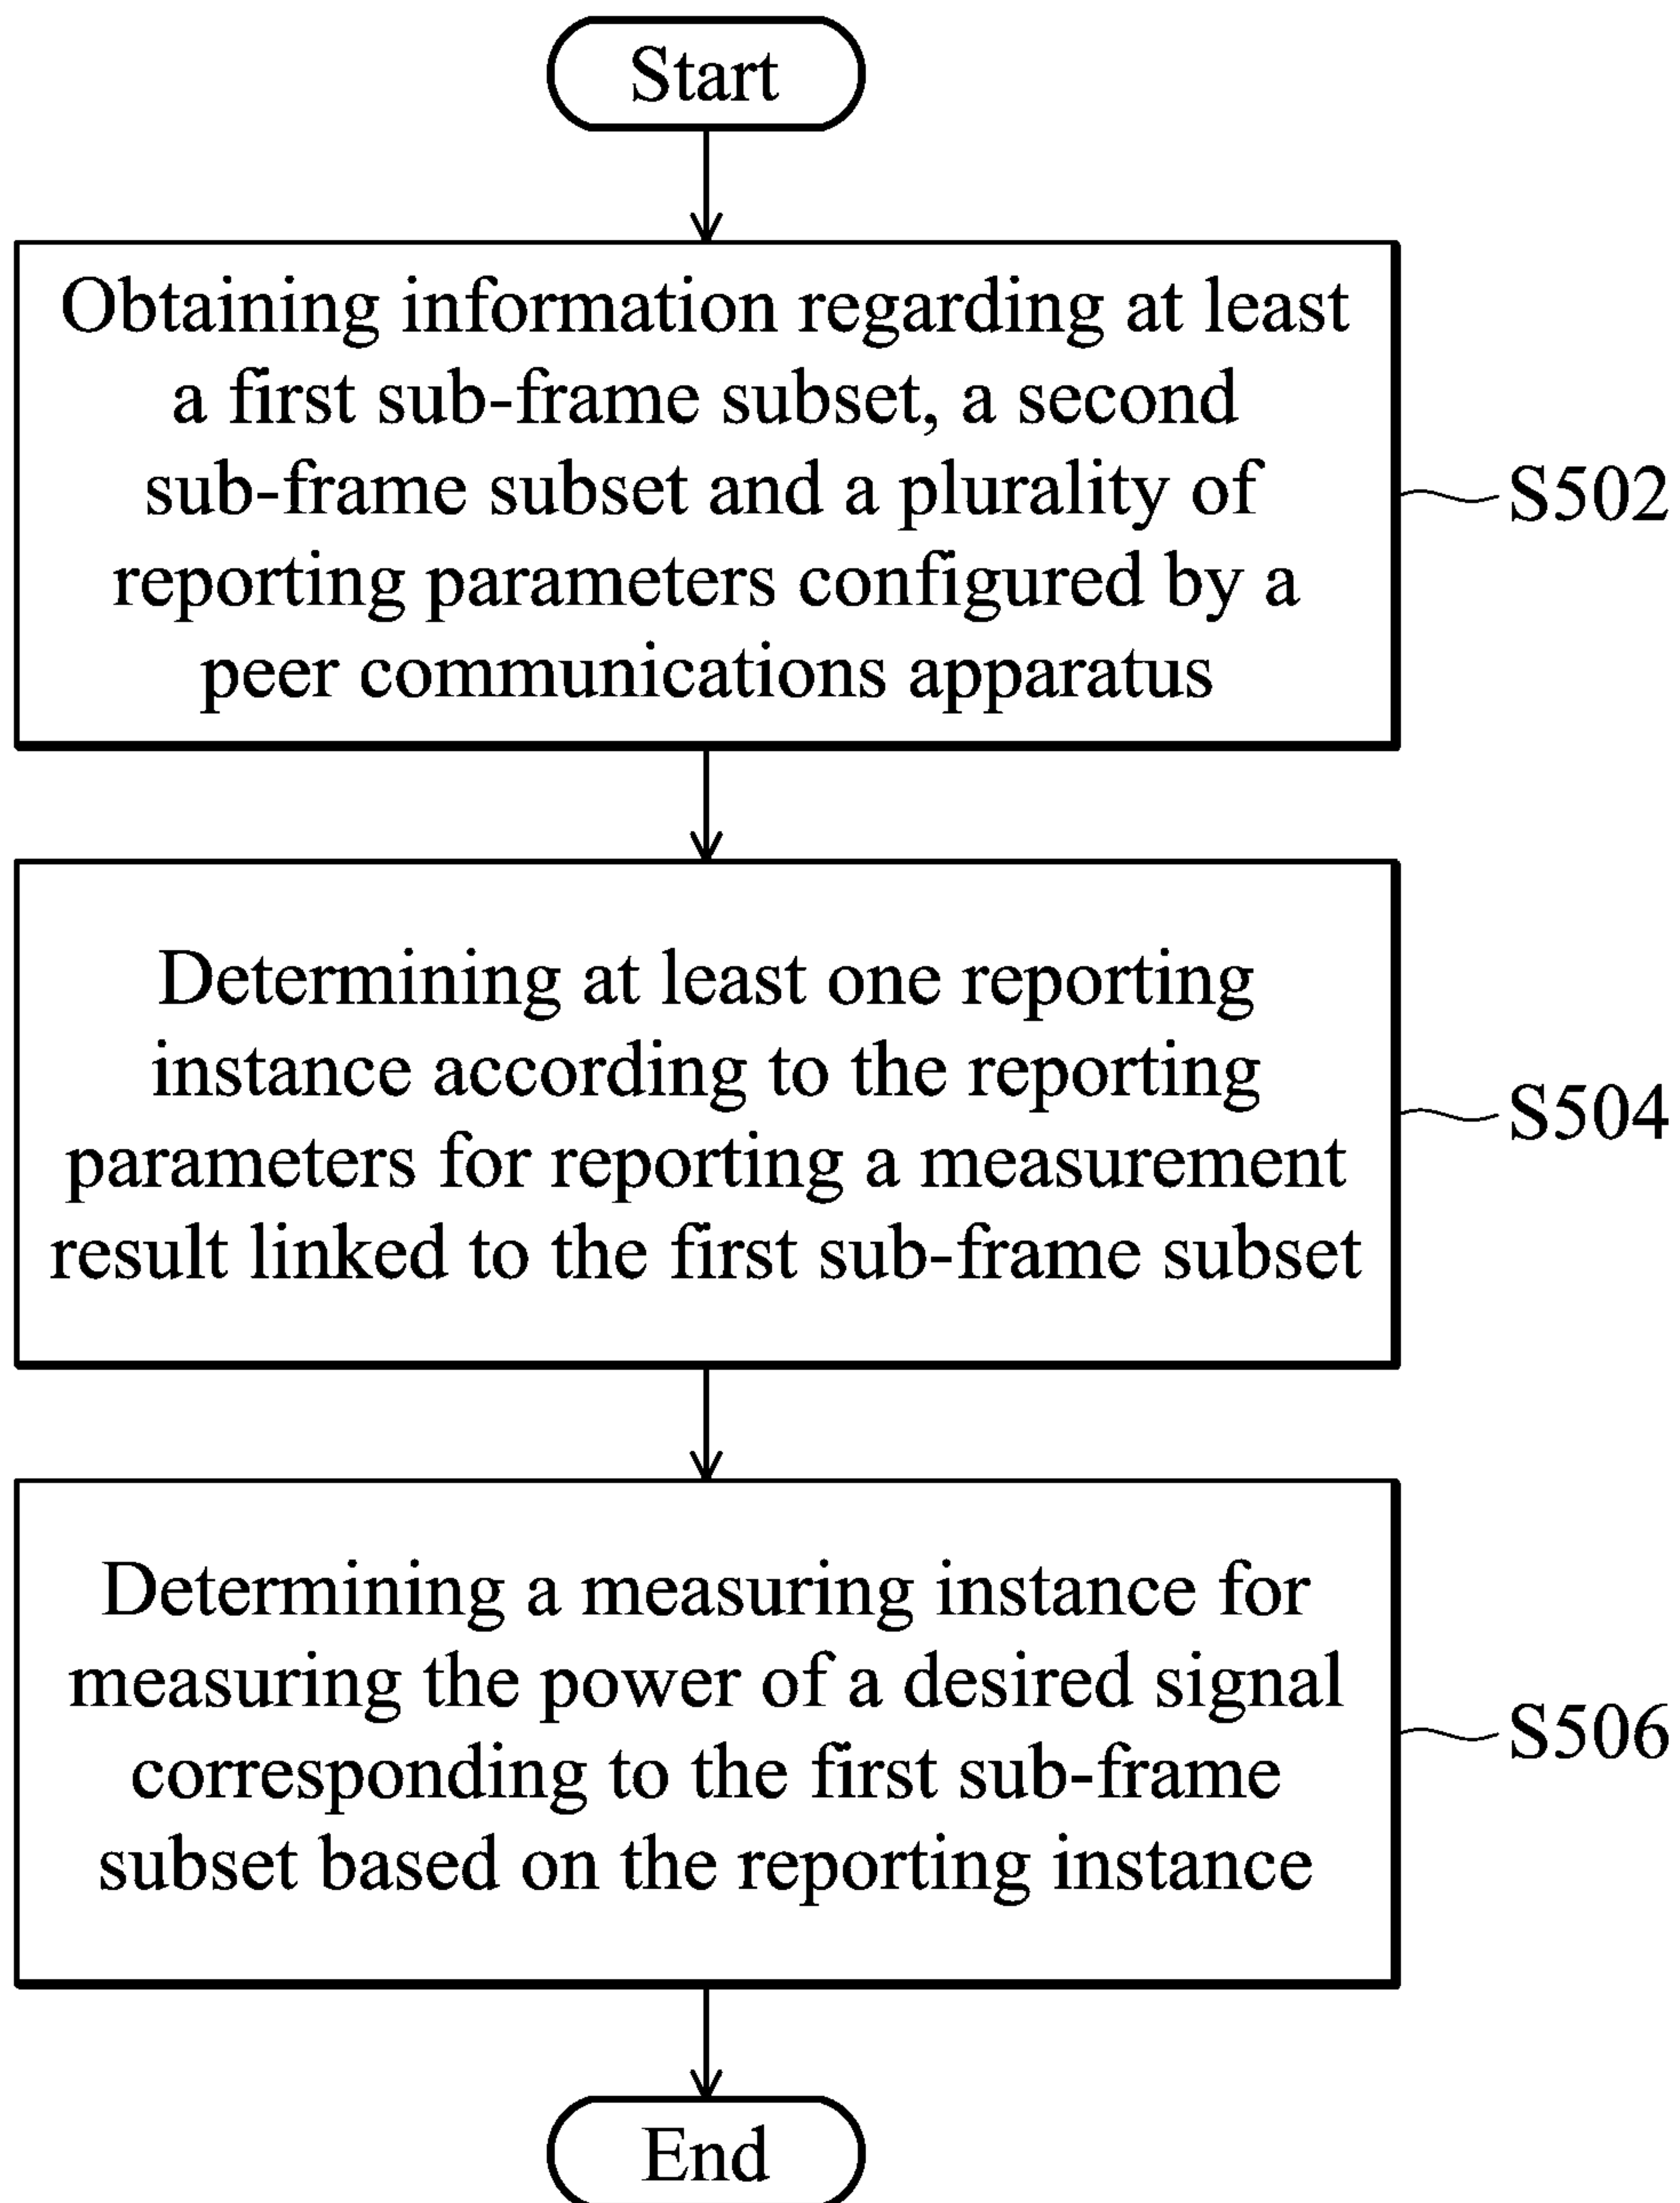 Start
Obtaining information regarding at least
a first sub-frame subset, a second
sub-frame subset and a plurality of
reporting parameters configured by a
peer communications apparatus
S502
Determining at least one reporting
instance according to the reporting
parameters for reporting a measurement
result linked to the first sub-frame subset
S504
Determining a measuring instance for
measuring the power of a desired signal
corresponding to the first sub-frame
subset based on the reporting instance
S506
End